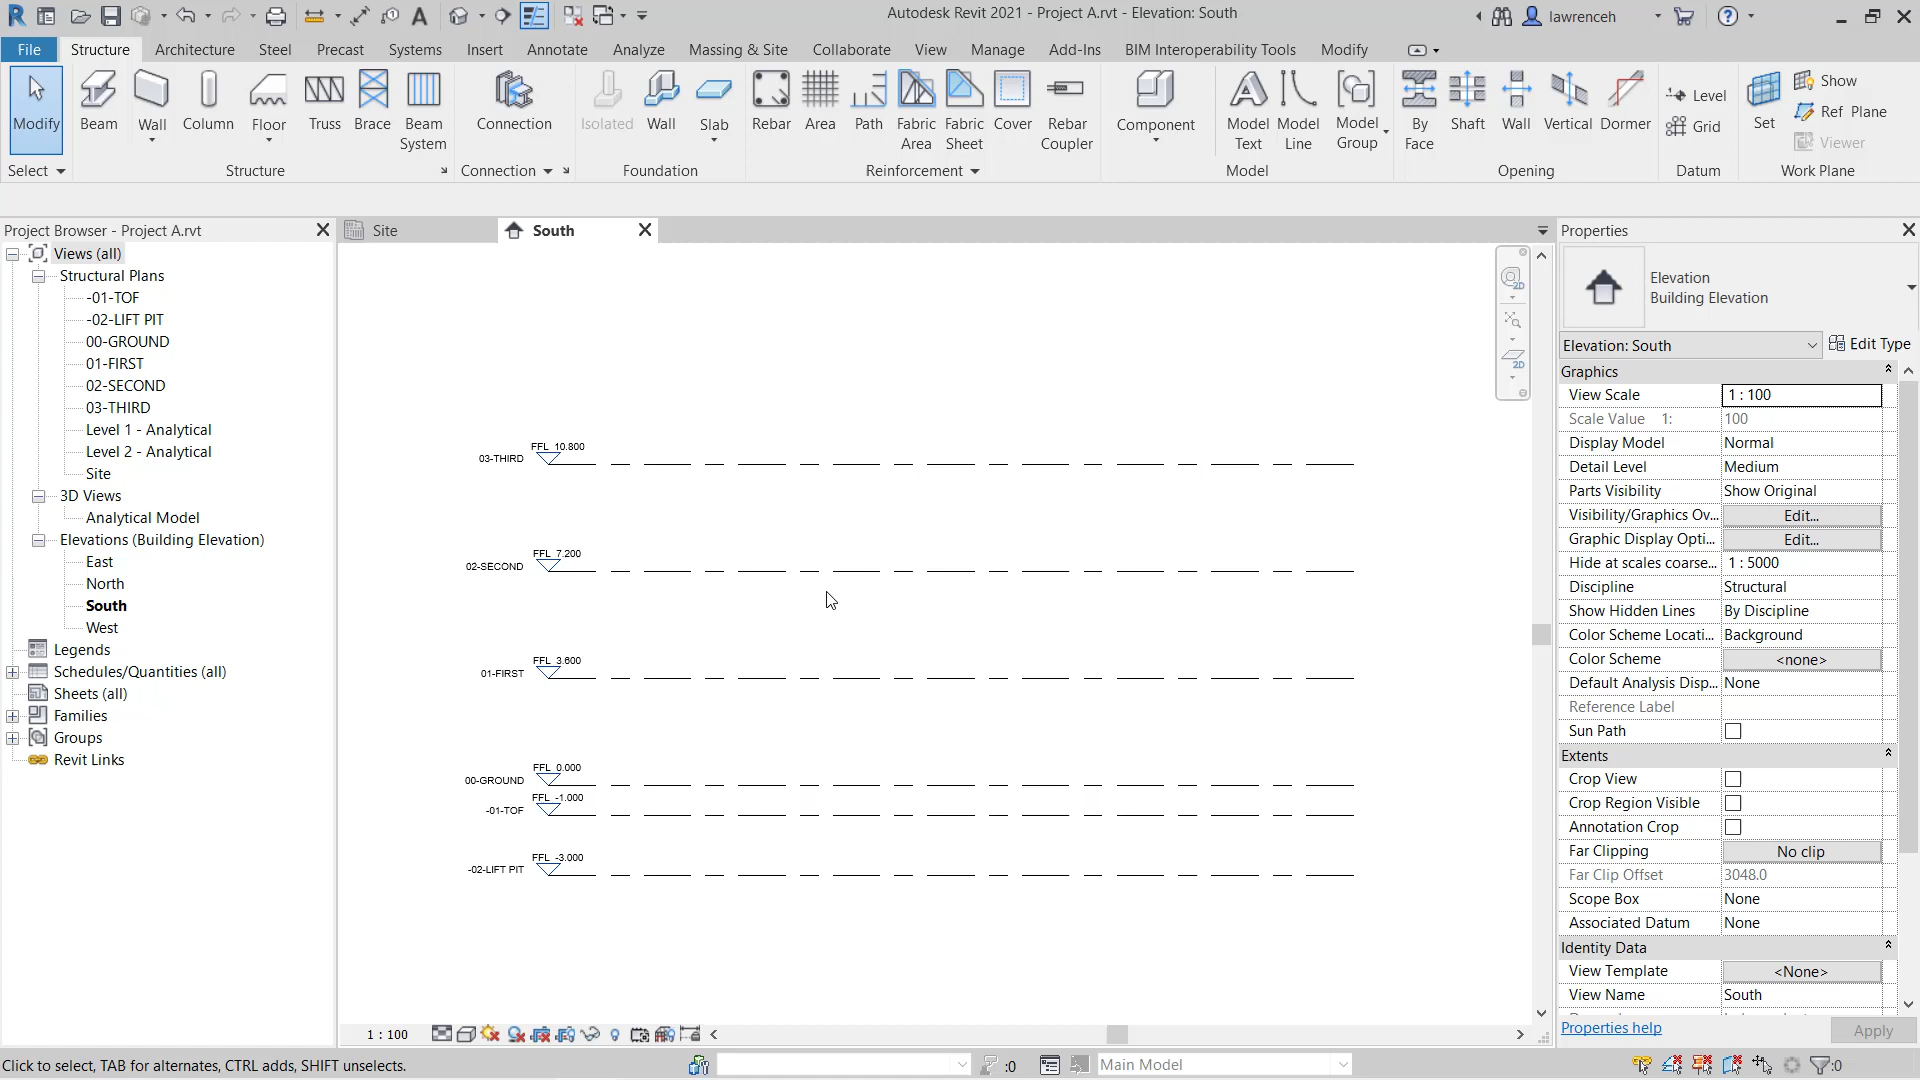 Autodesk Revit 2021 - Project A.rvt - Elevation: South
lawrenceh
File Structure Architecture Steel Precast Systems Insert Annotate Analyze Massing & Site Collaborate View Manage Add-Ins BIM Interoperability Tools Modify
Modify
Beam
Wall
Column
Floor
Truss
Brace
Beam System
Connection
Isolated
Wall
Slab
Rebar
Area
Path
Fabric Area
Fabric Sheet
Cover
Rebar Coupler
Component
Model Text
Model Line
Model Group
By Face
Shaft
Wall
Vertical
Dormer
Level
Grid
Set
Show
Ref Plane
Viewer
Select
Structure
Connection
Foundation
Reinforcement
Model
Opening
Datum
Work Plane
Project Browser - Project A.rvt
Views (all)
Structural Plans
-01-TOF
-02-LIFT PIT
00-GROUND
01-FIRST
02-SECOND
03-THIRD
Level 1 - Analytical
Level 2 - Analytical
Site
3D Views
Analytical Model
Elevations (Building Elevation)
East
North
South
West
Legends
Schedules/Quantities (all)
Sheets (all)
Families
Groups
Revit Links
Site
South
2D
2D
FFL 10.800
03-THIRD
FFL 7.200
02-SECOND
FFL 3.600
01-FIRST
FFL 0.000
00-GROUND
FFL -1.000
-01-TOF
FFL -3.000
-02-LIFT PIT
1 : 100
Properties
Elevation
Building Elevation
Elevation: South
Edit Type
Graphics
View Scale 1 : 100
Scale Value 1: 100
Display Model Normal
Detail Level Medium
Parts Visibility Show Original
Visibility/Graphics Ov... Edit...
Graphic Display Opti... Edit...
Hide at scales coarse... 1 : 5000
Discipline Structural
Show Hidden Lines By Discipline
Color Scheme Locati... Background
Color Scheme <none>
Default Analysis Disp... None
Reference Label
Sun Path
Extents
Crop View
Crop Region Visible
Annotation Crop
Far Clipping No clip
Far Clip Offset 3048.0
Scope Box None
Associated Datum None
Identity Data
View Template <None>
View Name South
Properties help
Apply
Click to select, TAB for alternates, CTRL adds, SHIFT unselects.
:0
Main Model
:0